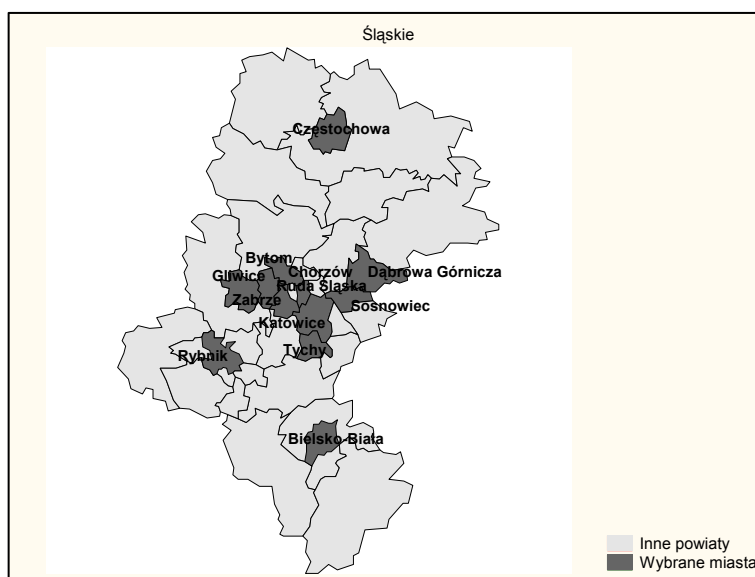 Śląskie
Częstochowa
Bytom
Gliwice
Chorzów
Dąbrowa Górnicza
Ruda Śląska
Zabrze
Sosnowiec
Katowice
Tychy
Rybnik
Bielsko-Biała
Inne powiaty
Wybrane miasta